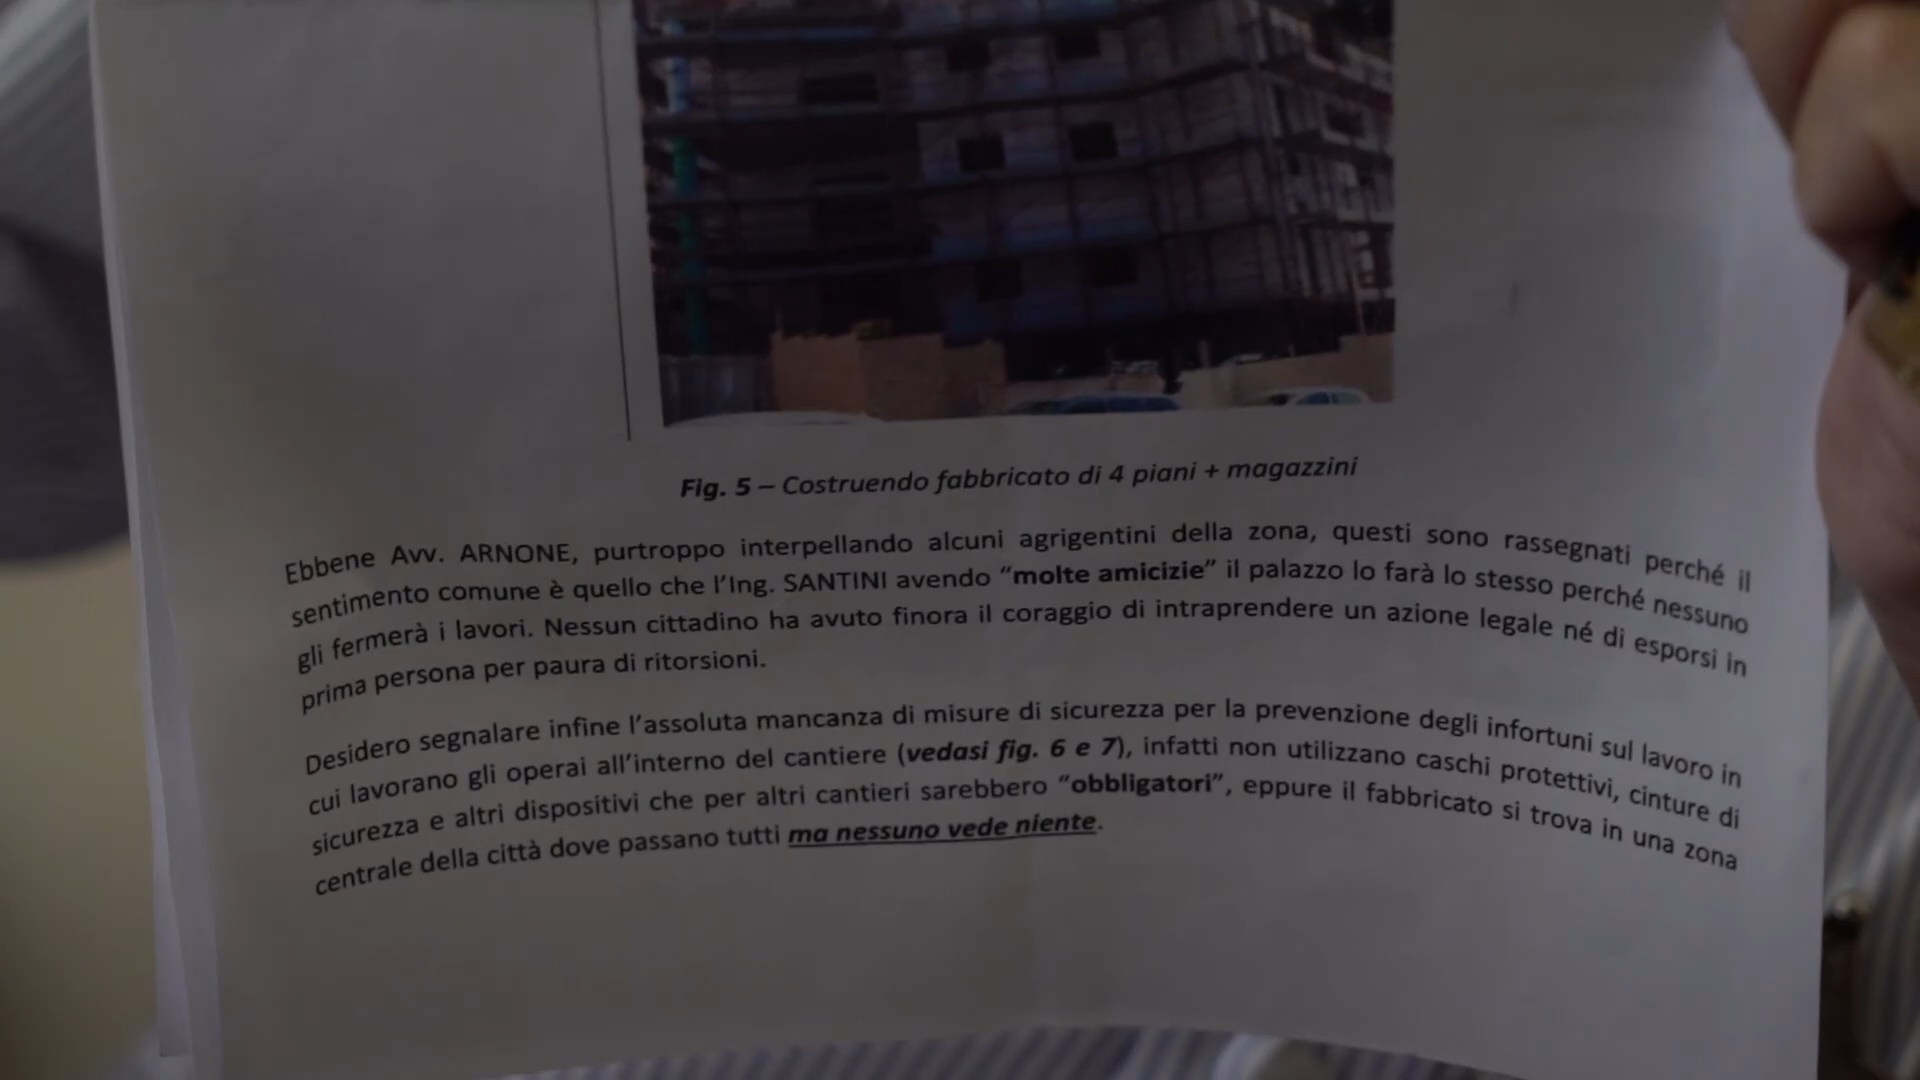 Fig. 5 – Costruendo fabbricato di 4 piani + magazzini
Ebbene Avv. ARNONE, purtroppo interpellando alcuni agrigentini della zona, questi sono rassegnati perché il
sentimento comune è quello che l'Ing. SANTINI avendo "molte amicizie" il palazzo lo farà lo stesso perché nessuno
gli fermerà i lavori. Nessun cittadino ha avuto finora il coraggio di intraprendere un azione legale né di esporsi in
prima persona per paura di ritorsioni.
Desidero segnalare infine l'assoluta mancanza di misure di sicurezza per la prevenzione degli infortuni sul lavoro in
cui lavorano gli operai all'interno del cantiere (vedasi fig. 6 e 7), infatti non utilizzano caschi protettivi, cinture di
sicurezza e altri dispositivi che per altri cantieri sarebbero "obbligatori", eppure il fabbricato si trova in una zona
centrale della città dove passano tutti ma nessuno vede niente.